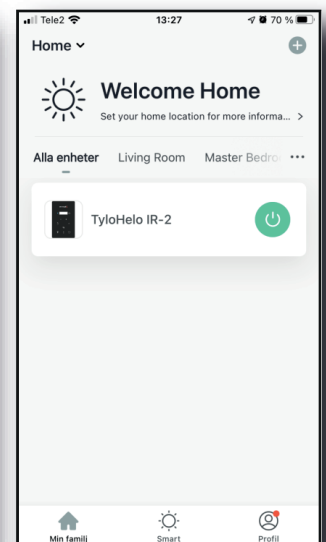 Tele2 13:27 70 %
Home
Welcome Home
Set your home location for more informa... >
Alla enheter Living Room Master Bedro ...
TyloHelo IR-2
Min familj Smart Profil